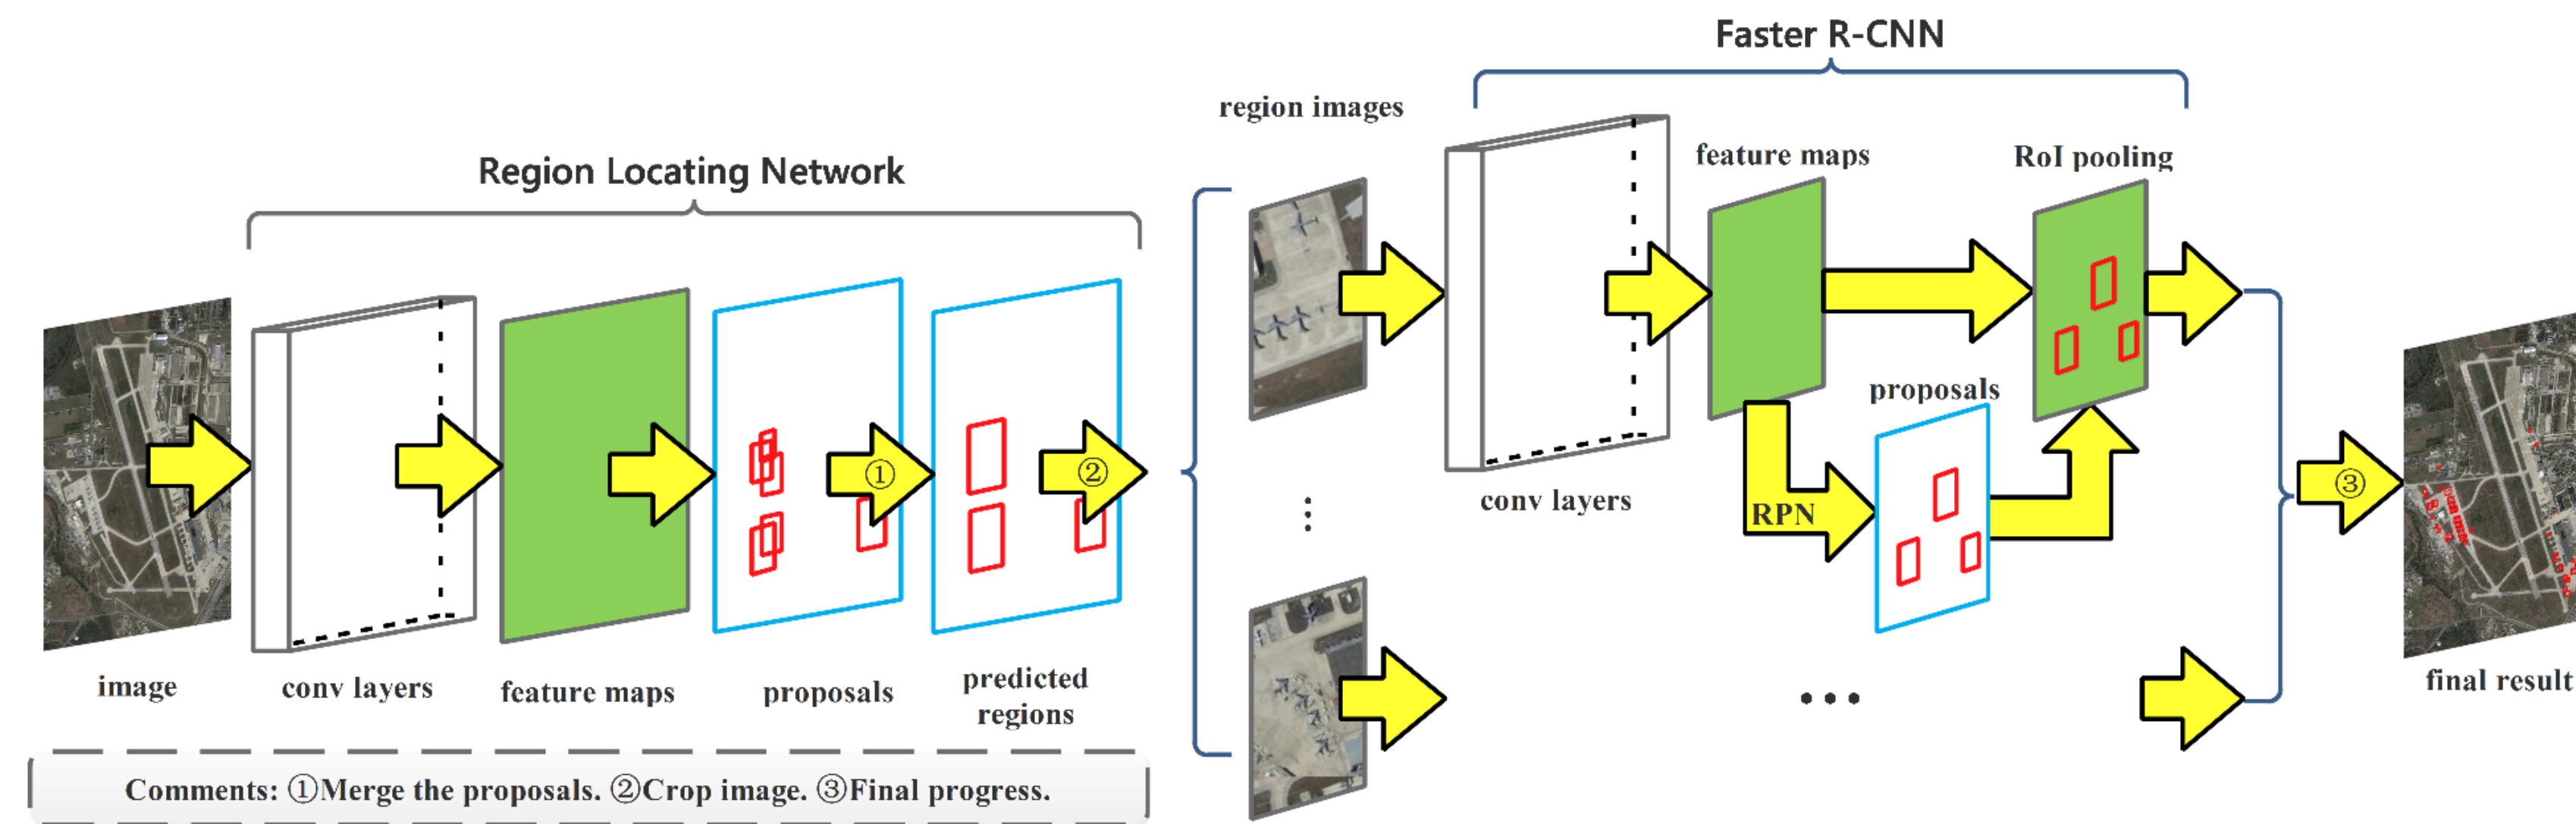 Faster R-CNN
region images
Region Locating Network
feature maps
RoI pooling
proposals
①
②
③
RPN
conv layers
image
conv layers
feature maps
proposals
predicted
regions
final result
Comments: ①Merge the proposals. ②Crop image. ③Final progress.